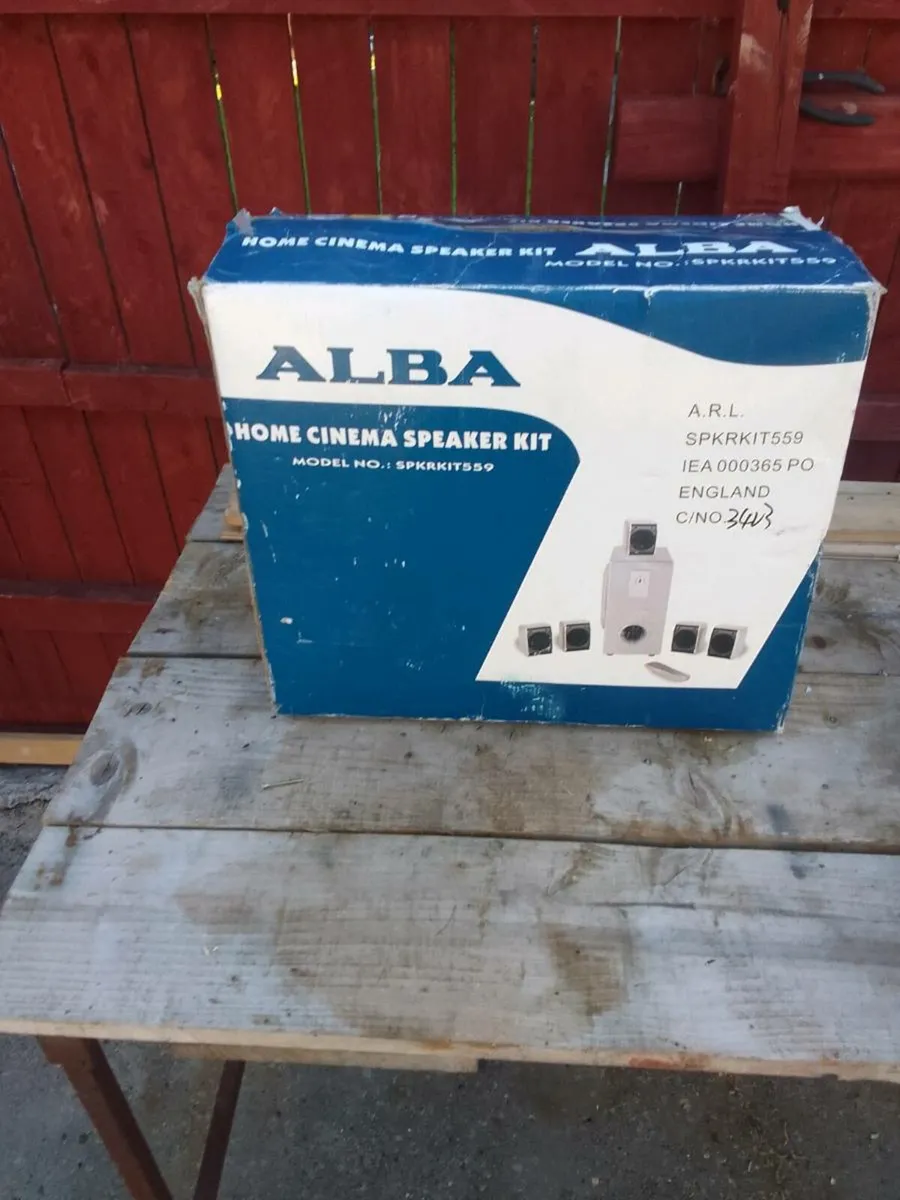 HOME CINEMA SPEAKER KIT ALBA
MODEL NO.: SPKRKIT559
ALBA
HOME CINEMA SPEAKER KIT
MODEL NO.: SPKRKIT559
A.R.L.
SPKRKIT559
IEA 000365 PO
ENGLAND
C/NO.